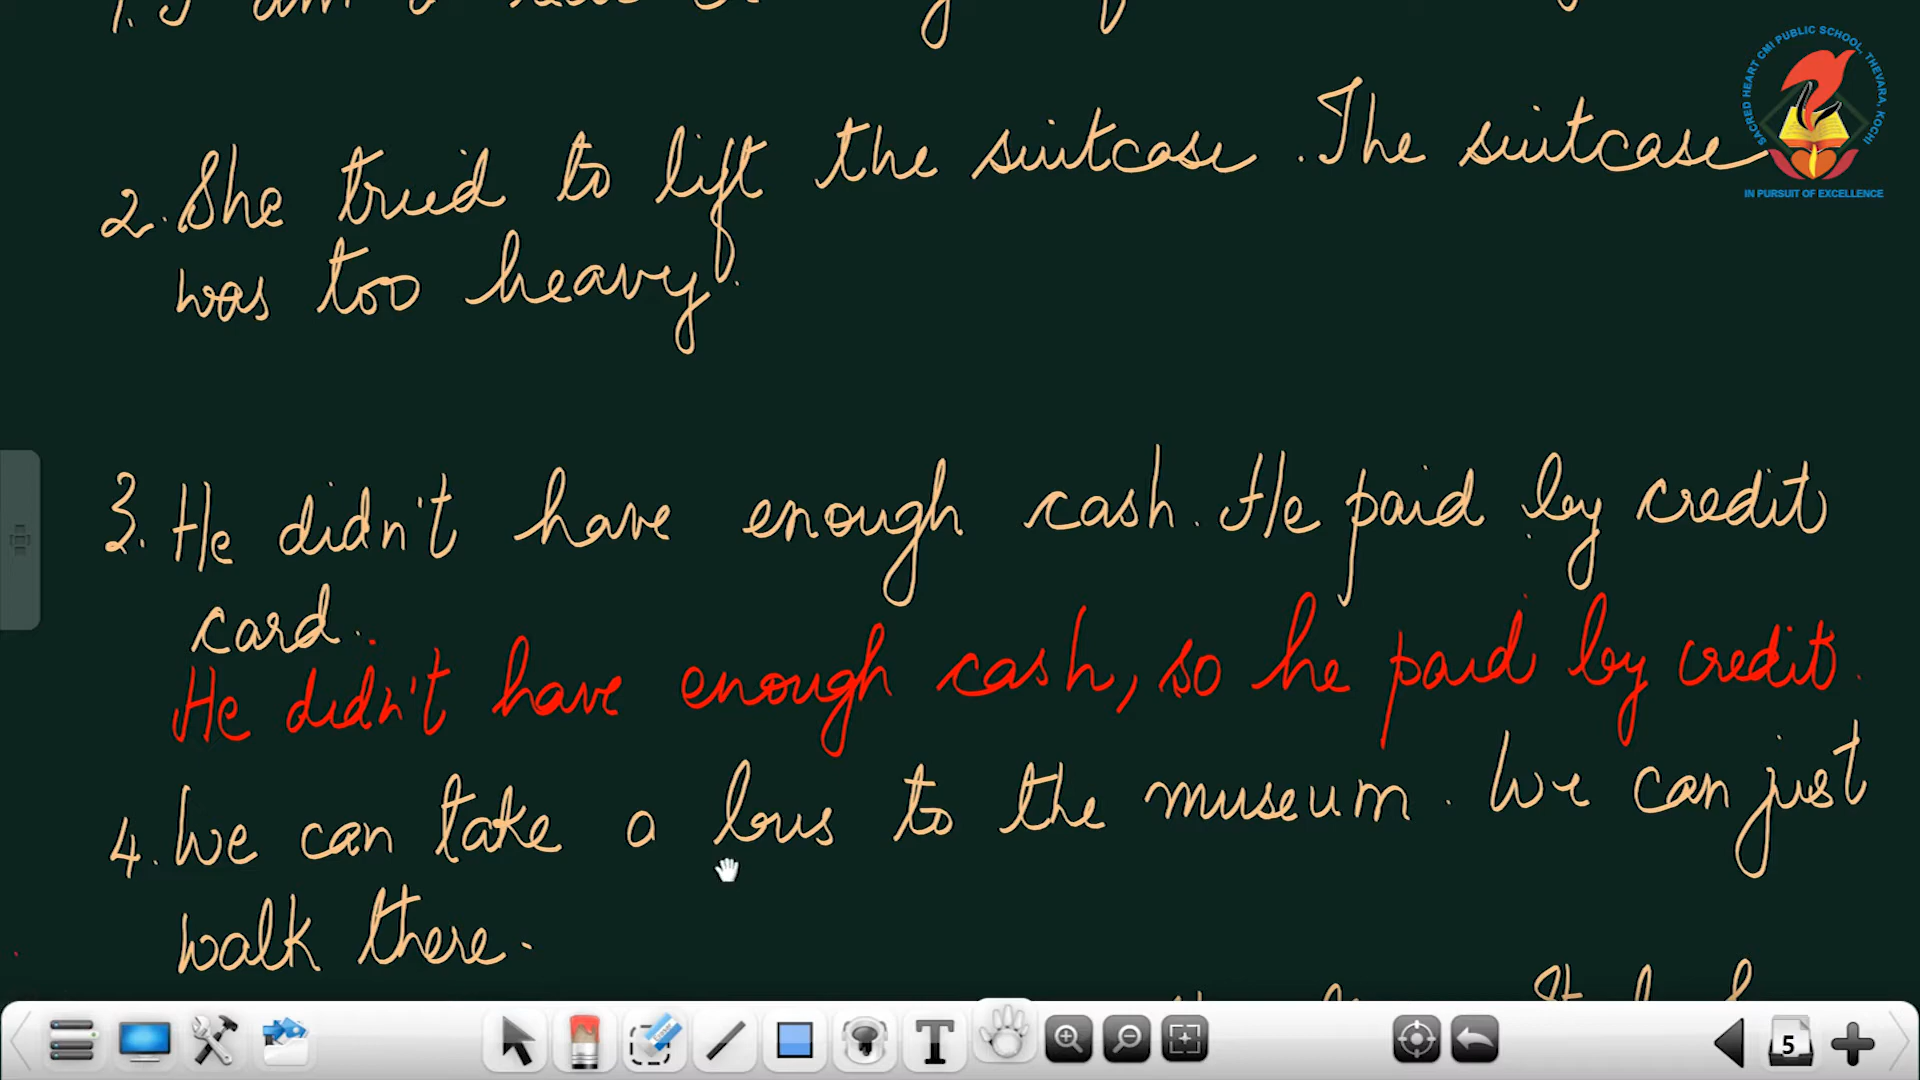 1. I am a
SACRED HEART CMI PUBLIC SCHOOL, THEVARA, KOCHI
IN PURSUIT OF EXCELLENCE
2. She tried to lift the suitcase. The suitcase
was too heavy.
3. He didn't have enough cash. He paid by credit
card.
He didn't have enough cash, so he paid by credit.
4. We can take a bus to the museum. We can just
walk there.
T
5